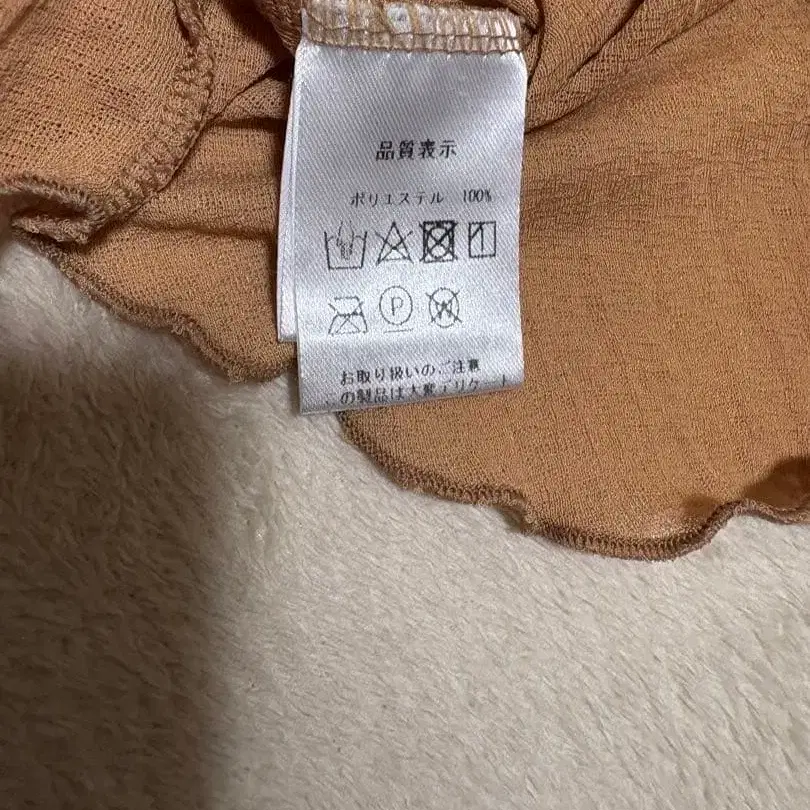 品質表示
ポリエステル 100%
P
W
お取り扱いのご注意
この製品は大変デリケート